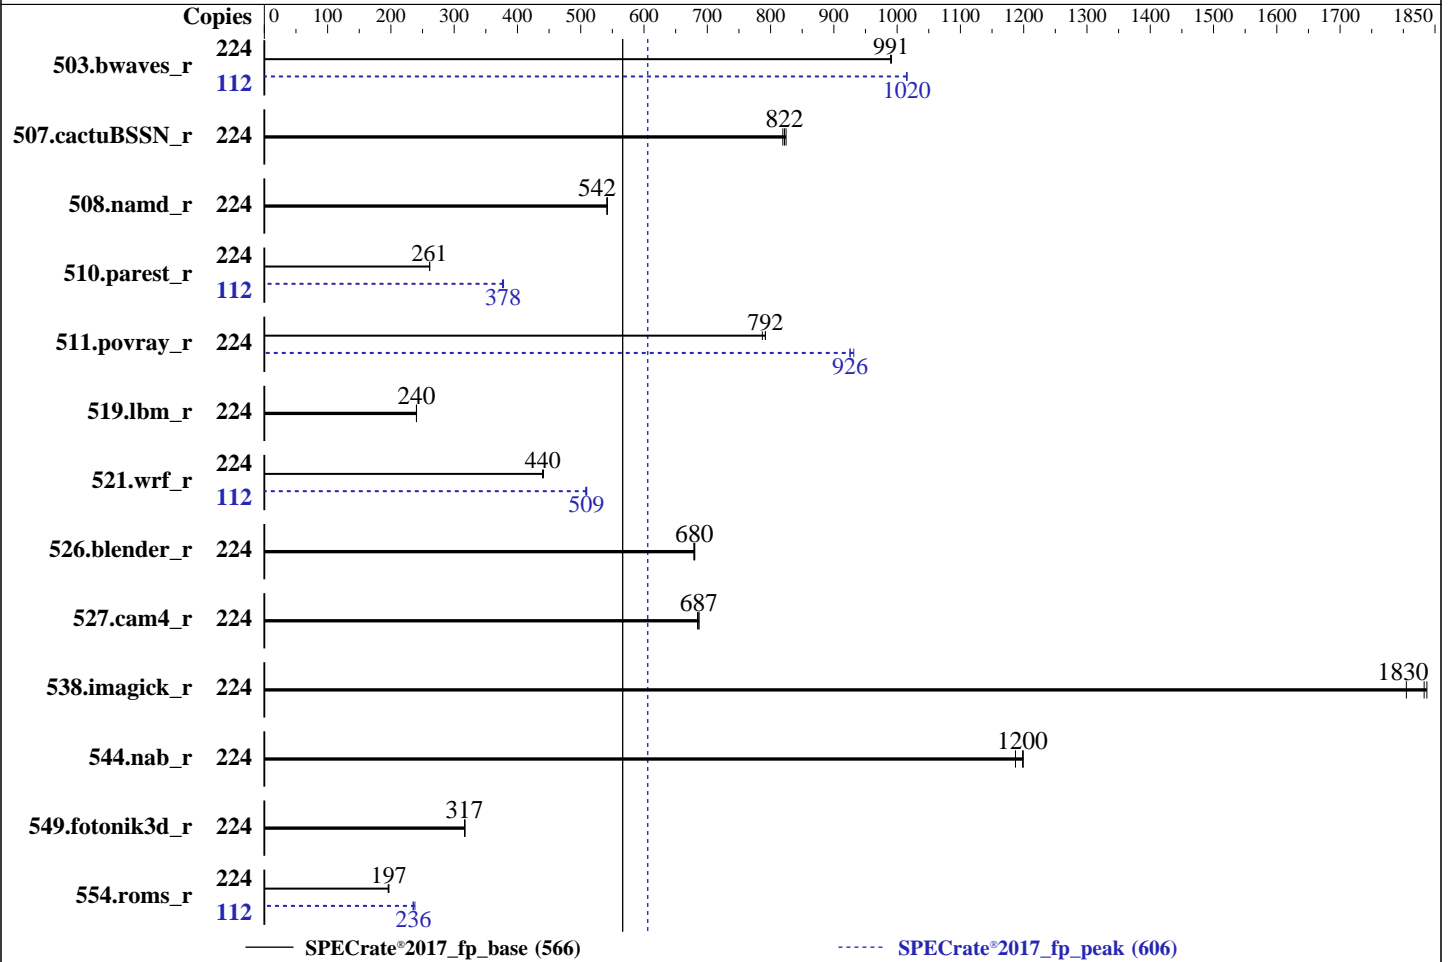 Copies 0 100 200 300 400 500 600 700 800 900 1000 1100 1200 1300 1400 1500 1600 1700 1850
503.bwaves_r 224 991
112 1020
507.cactuBSSN_r 224 822
508.namd_r 224 542
510.parest_r 224 261
112 378
511.povray_r 224 792
926
519.lbm_r 224 240
521.wrf_r 224 440
112 509
526.blender_r 224 680
527.cam4_r 224 687
538.imagick_r 224 1830
544.nab_r 224 1200
549.fotonik3d_r 224 317
554.roms_r 224 197
112 236
SPECrate®2017_fp_base (566) SPECrate®2017_fp_peak (606)